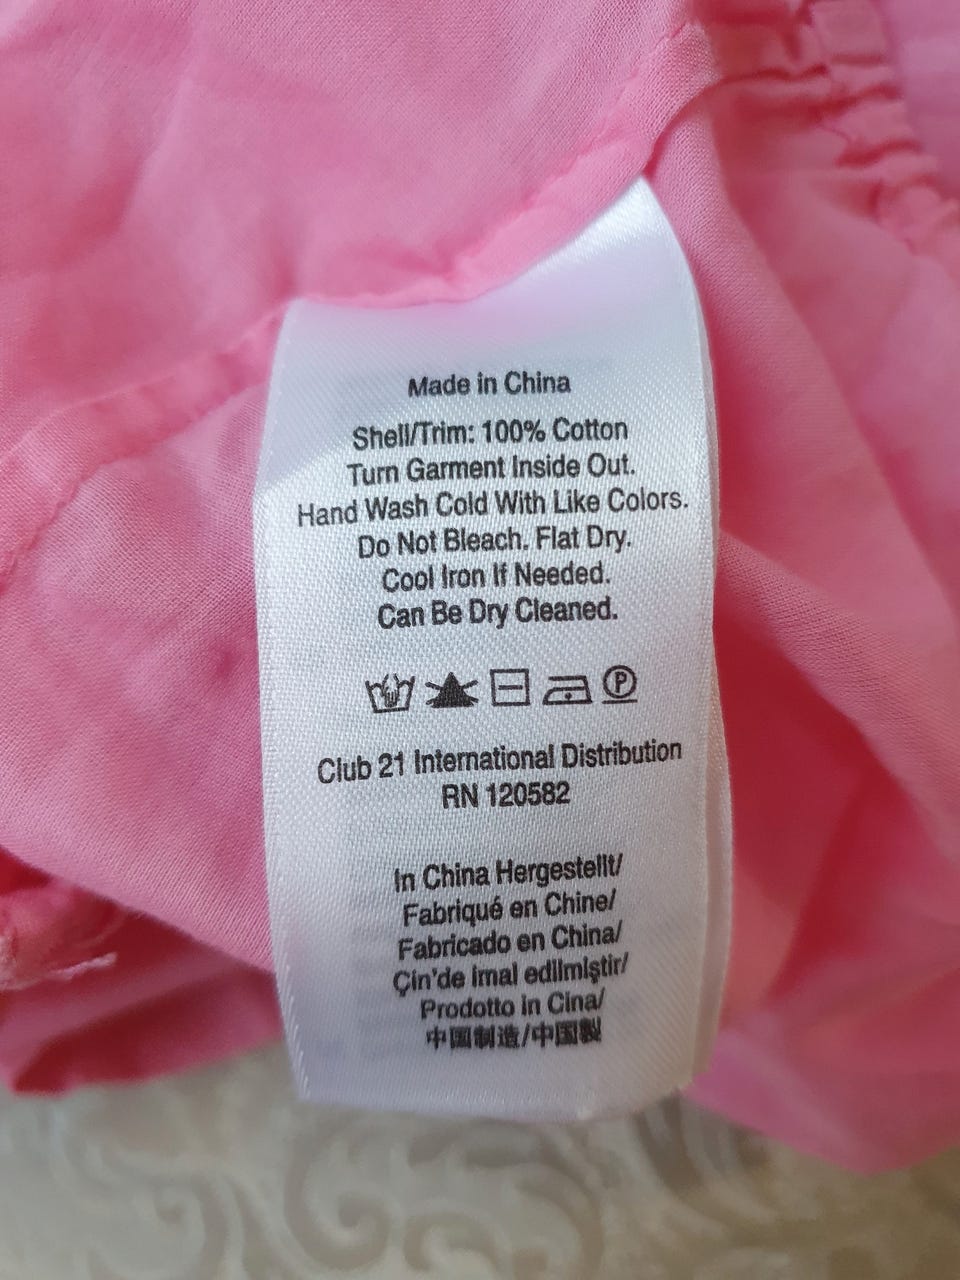 Made in China
Shell/Trim: 100% Cotton
Turn Garment Inside Out.
Hand Wash Cold With Like Colors.
Do Not Bleach. Flat Dry.
Cool Iron If Needed.
Can Be Dry Cleaned.
P
Club 21 International Distribution
RN 120582
In China Hergestellt/
Fabriqué en Chine/
Fabricado en China/
Çin'de imal edilmiştir/
Prodotto in Cina/
中国制造/中国製